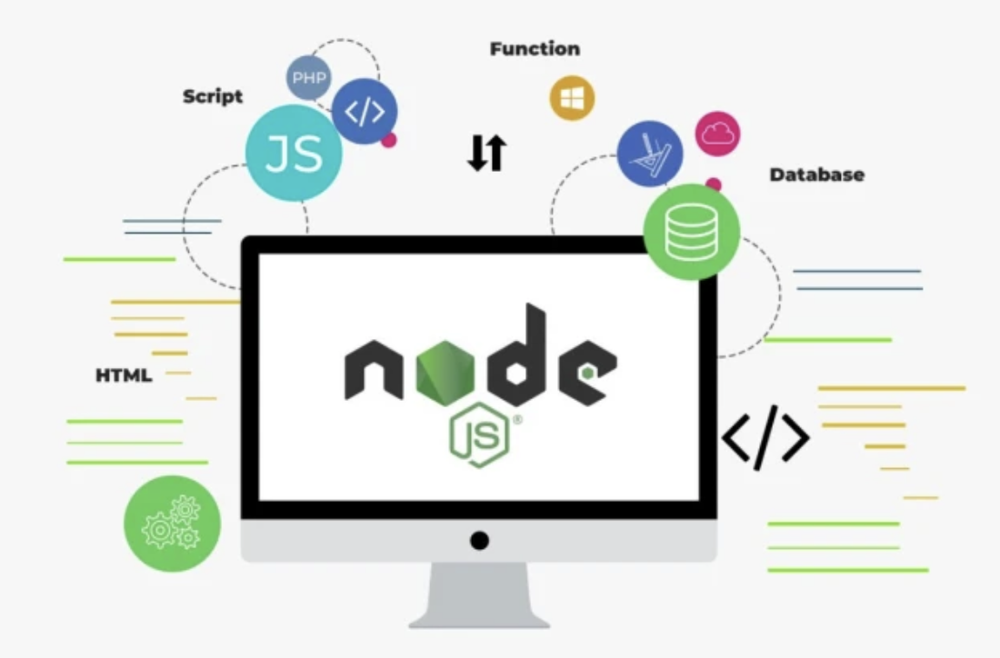 Function
PHP
Script
JS
Database
HTML
node
JS®